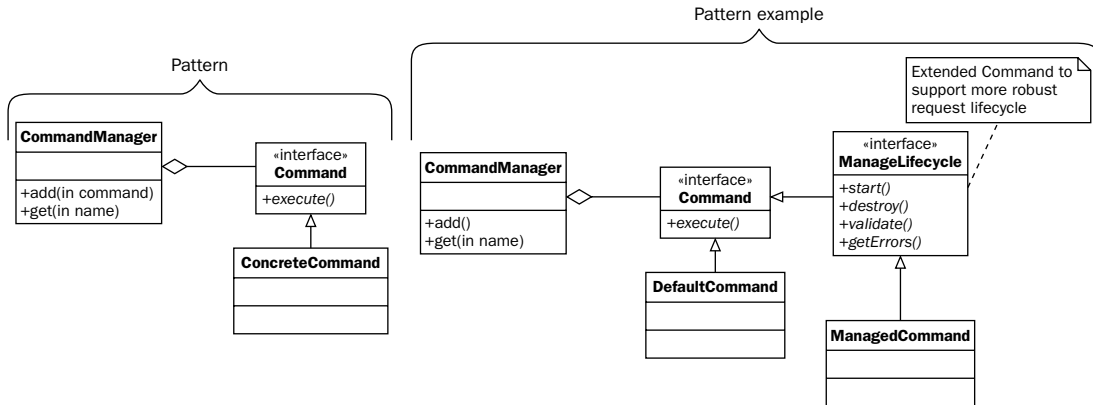 Pattern example
Pattern
Extended Command to
support more robust
request lifecycle
CommandManager
+add(in command)
+get(in name)
«interface»
Command
+execute()
ConcreteCommand
CommandManager
+add()
+get(in name)
«interface»
Command
+execute()
DefaultCommand
«interface»
ManageLifecycle
+start()
+destroy()
+validate()
+getErrors()
ManagedCommand